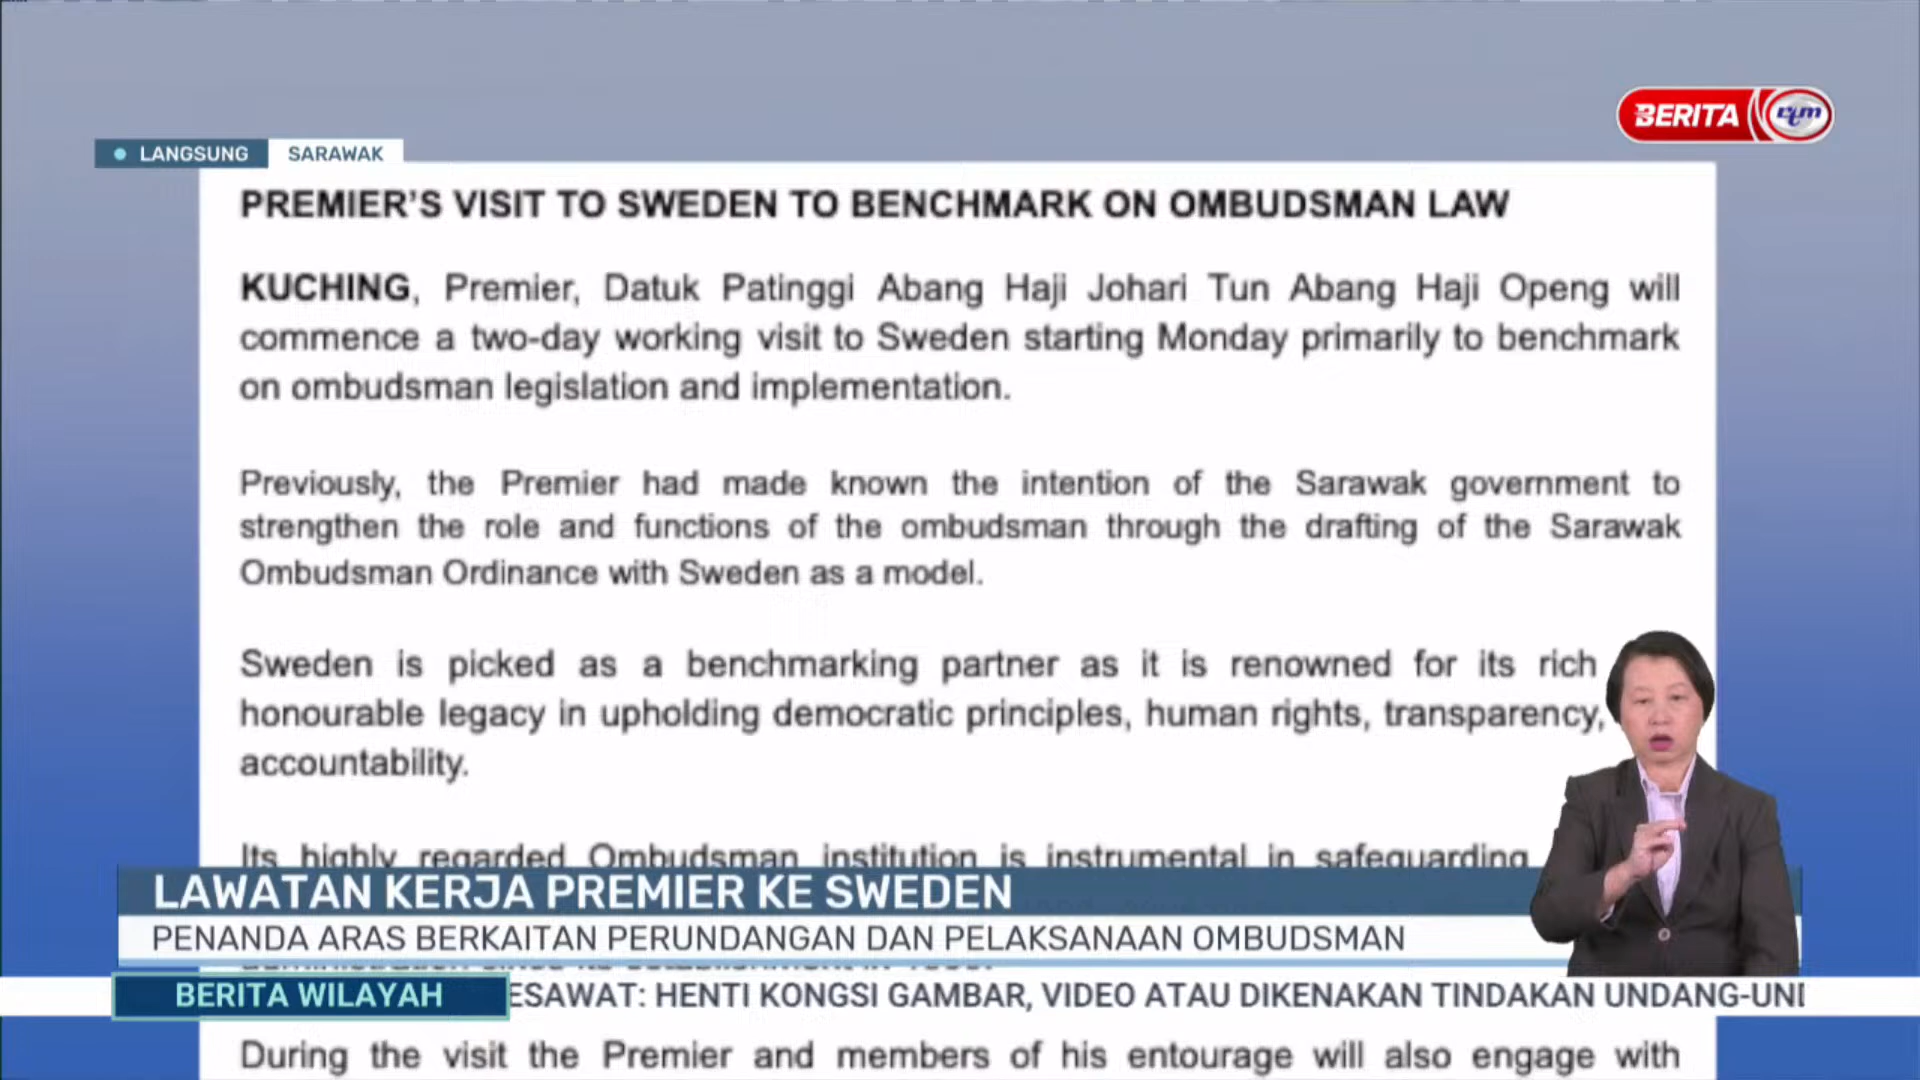 BERITA rtm
LANGSUNG SARAWAK
PREMIER'S VISIT TO SWEDEN TO BENCHMARK ON OMBUDSMAN LAW
KUCHING, Premier, Datuk Patinggi Abang Haji Johari Tun Abang Haji Openg will
commence a two-day working visit to Sweden starting Monday primarily to benchmark
on ombudsman legislation and implementation.
Previously, the Premier had made known the intention of the Sarawak government to
strengthen the role and functions of the ombudsman through the drafting of the Sarawak
Ombudsman Ordinance with Sweden as a model.
Sweden is picked as a benchmarking partner as it is renowned for its rich
honourable legacy in upholding democratic principles, human rights, transparency,
accountability.
Its highly regarded Ombudsman institution is instrumental in safeguarding
LAWATAN KERJA PREMIER KE SWEDEN
PENANDA ARAS BERKAITAN PERUNDANGAN DAN PELAKSANAAN OMBUDSMAN
BERITA WILAYAH ESAWAT: HENTI KONGSI GAMBAR, VIDEO ATAU DIKENAKAN TINDAKAN UNDANG-UN
During the visit the Premier and members of his entourage will also engage with